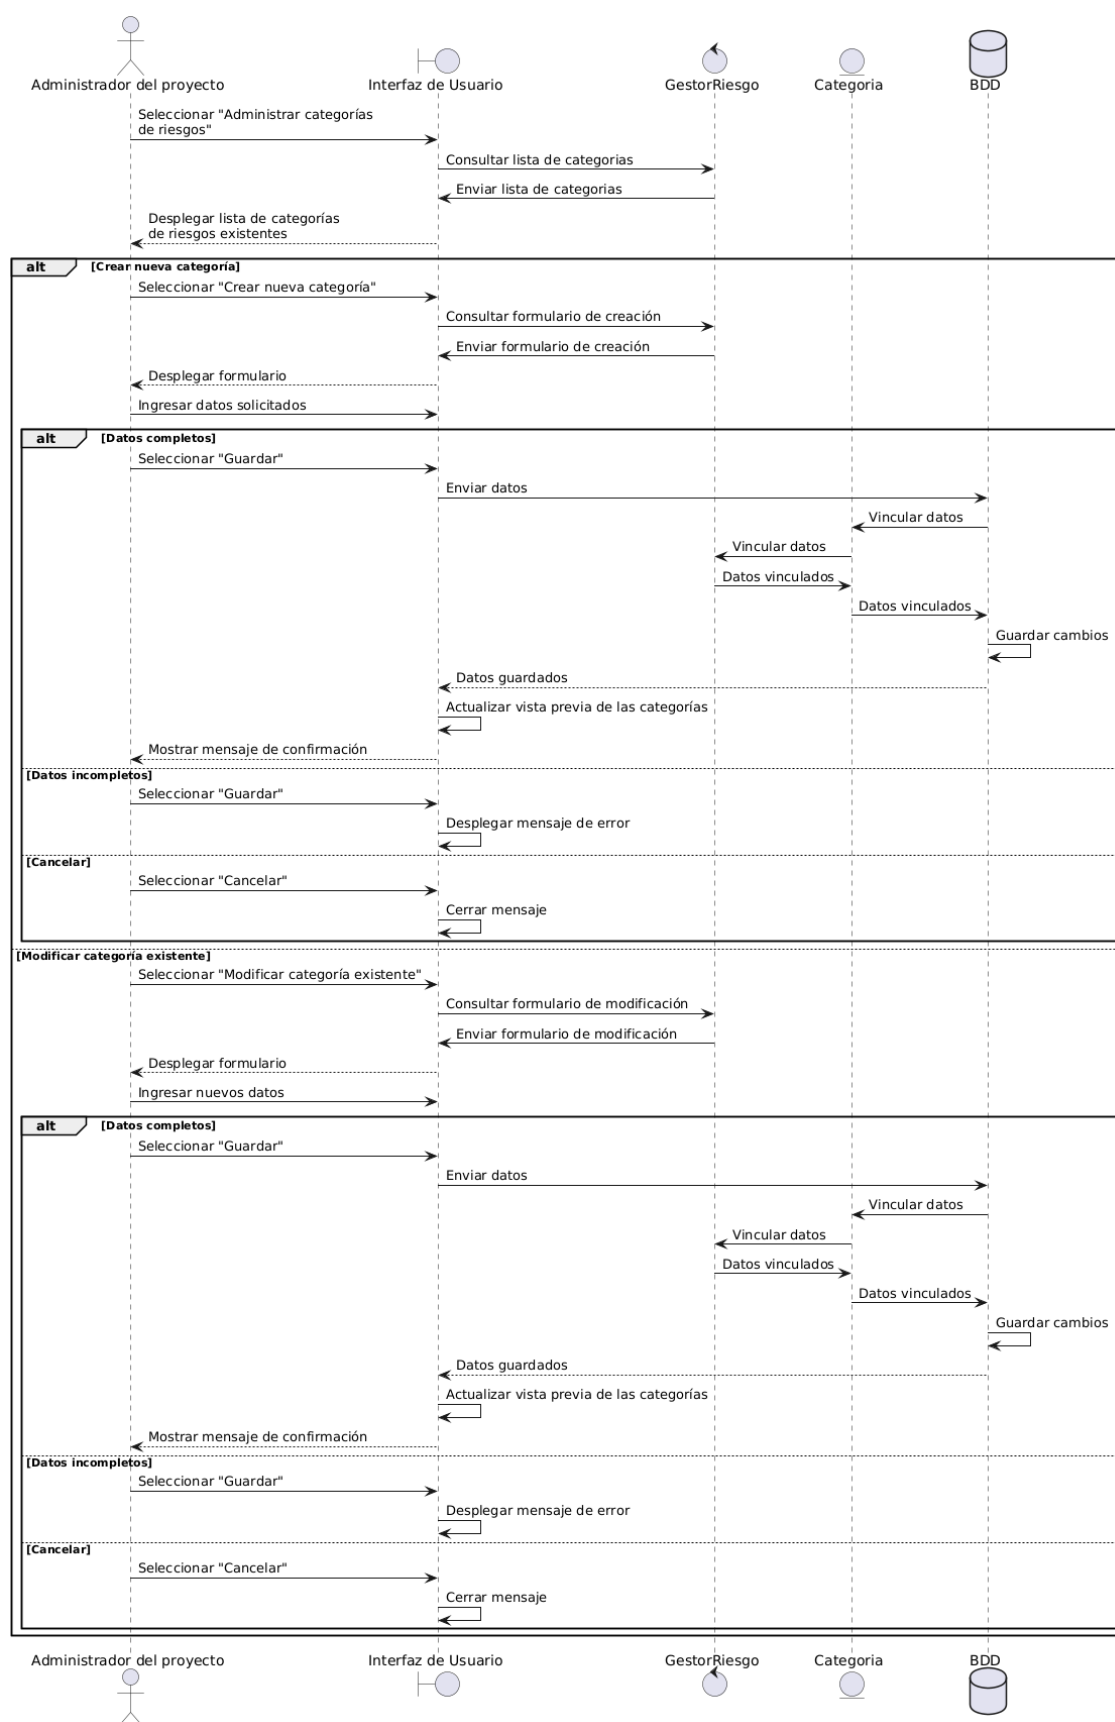 Administrador del proyecto
Interfaz de Usuario
GestorRiesgo
Categoria
BDD
Seleccionar "Administrar categorías
de riesgos"
Consultar lista de categorias
Enviar lista de categorias
Desplegar lista de categorías
de riesgos existentes
alt
[Crear nueva categoría]
Seleccionar "Crear nueva categoría"
Consultar formulario de creación
Enviar formulario de creación
Desplegar formulario
Ingresar datos solicitados
alt
[Datos completos]
Seleccionar "Guardar"
Enviar datos
Vincular datos
Vincular datos
Datos vinculados
Datos vinculados
Guardar cambios
Datos guardados
Actualizar vista previa de las categorías
Mostrar mensaje de confirmación
[Datos incompletos]
Seleccionar "Guardar"
Desplegar mensaje de error
[Cancelar]
Seleccionar "Cancelar"
Cerrar mensaje
[Modificar categoría existente]
Seleccionar "Modificar categoría existente"
Consultar formulario de modificación
Enviar formulario de modificación
Desplegar formulario
Ingresar nuevos datos
alt
[Datos completos]
Seleccionar "Guardar"
Enviar datos
Vincular datos
Vincular datos
Datos vinculados
Datos vinculados
Guardar cambios
Datos guardados
Actualizar vista previa de las categorías
Mostrar mensaje de confirmación
[Datos incompletos]
Seleccionar "Guardar"
Desplegar mensaje de error
[Cancelar]
Seleccionar "Cancelar"
Cerrar mensaje
Administrador del proyecto
Interfaz de Usuario
GestorRiesgo
Categoria
BDD